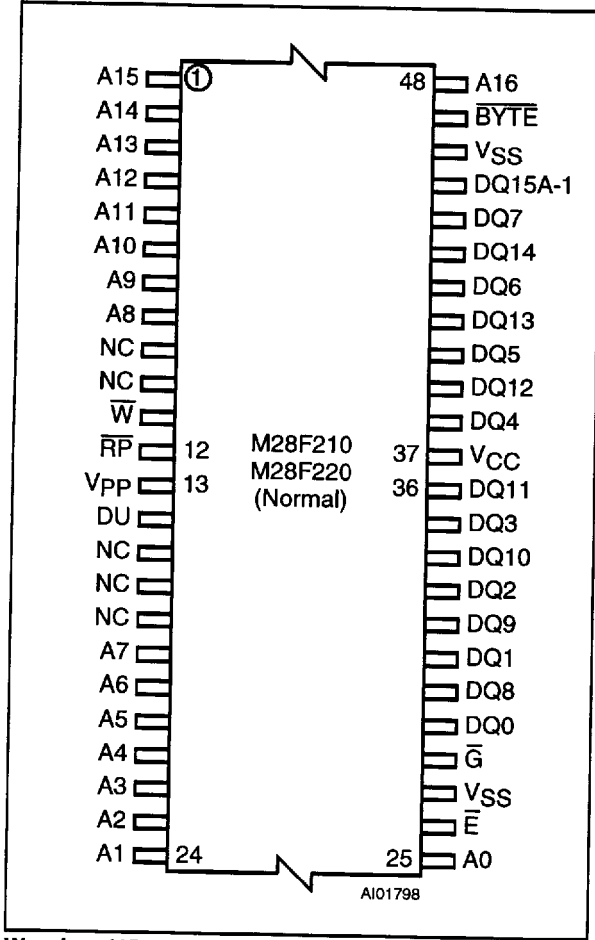 A15 1 48 A16
A14 B̅Y̅T̅E̅
A13 VSS
A12 DQ15A-1
A11 DQ7
A10 DQ14
A9 DQ6
A8 DQ13
NC DQ5
NC DQ12
W̅ DQ4
R̅P̅ 12 M28F210 37 VCC
VPP 13 M28F220 36 DQ11
(Normal)
DU DQ3
NC DQ10
NC DQ2
NC DQ9
A7 DQ1
A6 DQ8
A5 DQ0
A4 G̅
A3 VSS
A2 E̅
A1 24 25 A0
AI01798